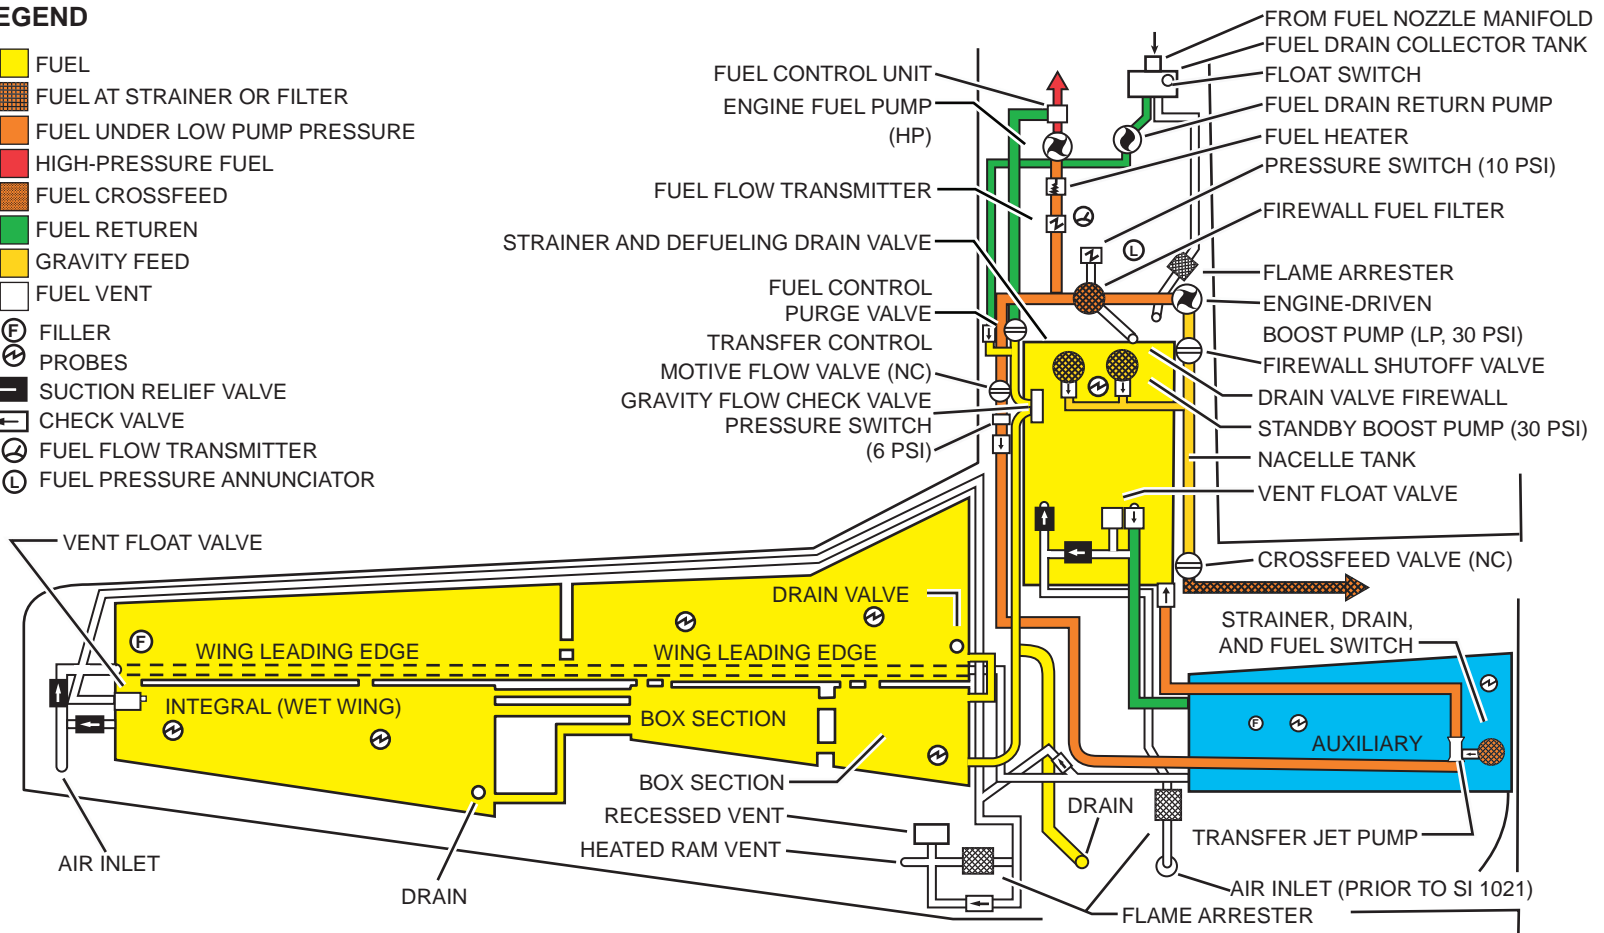 EGEND
FUEL
FUEL AT STRAINER OR FILTER
FUEL UNDER LOW PUMP PRESSURE
HIGH-PRESSURE FUEL
FUEL CROSSFEED
FUEL RETUREN
GRAVITY FEED
FUEL VENT
F FILLER
PROBES
SUCTION RELIEF VALVE
CHECK VALVE
FUEL FLOW TRANSMITTER
L FUEL PRESSURE ANNUNCIATOR
FUEL CONTROL UNIT
ENGINE FUEL PUMP
(HP)
FUEL FLOW TRANSMITTER
STRAINER AND DEFUELING DRAIN VALVE
FUEL CONTROL
PURGE VALVE
TRANSFER CONTROL
MOTIVE FLOW VALVE (NC)
GRAVITY FLOW CHECK VALVE
PRESSURE SWITCH
(6 PSI)
L
FROM FUEL NOZZLE MANIFOLD
FUEL DRAIN COLLECTOR TANK
FLOAT SWITCH
FUEL DRAIN RETURN PUMP
FUEL HEATER
PRESSURE SWITCH (10 PSI)
FIREWALL FUEL FILTER
FLAME ARRESTER
ENGINE-DRIVEN
BOOST PUMP (LP, 30 PSI)
FIREWALL SHUTOFF VALVE
DRAIN VALVE FIREWALL
STANDBY BOOST PUMP (30 PSI)
NACELLE TANK
VENT FLOAT VALVE
CROSSFEED VALVE (NC)
STRAINER, DRAIN,
AND FUEL SWITCH
VENT FLOAT VALVE
DRAIN VALVE
F
WING LEADING EDGE
WING LEADING EDGE
INTEGRAL (WET WING)
BOX SECTION
BOX SECTION
F
AUXILIARY
RECESSED VENT
HEATED RAM VENT
AIR INLET
DRAIN
DRAIN
TRANSFER JET PUMP
AIR INLET (PRIOR TO SI 1021)
FLAME ARRESTER